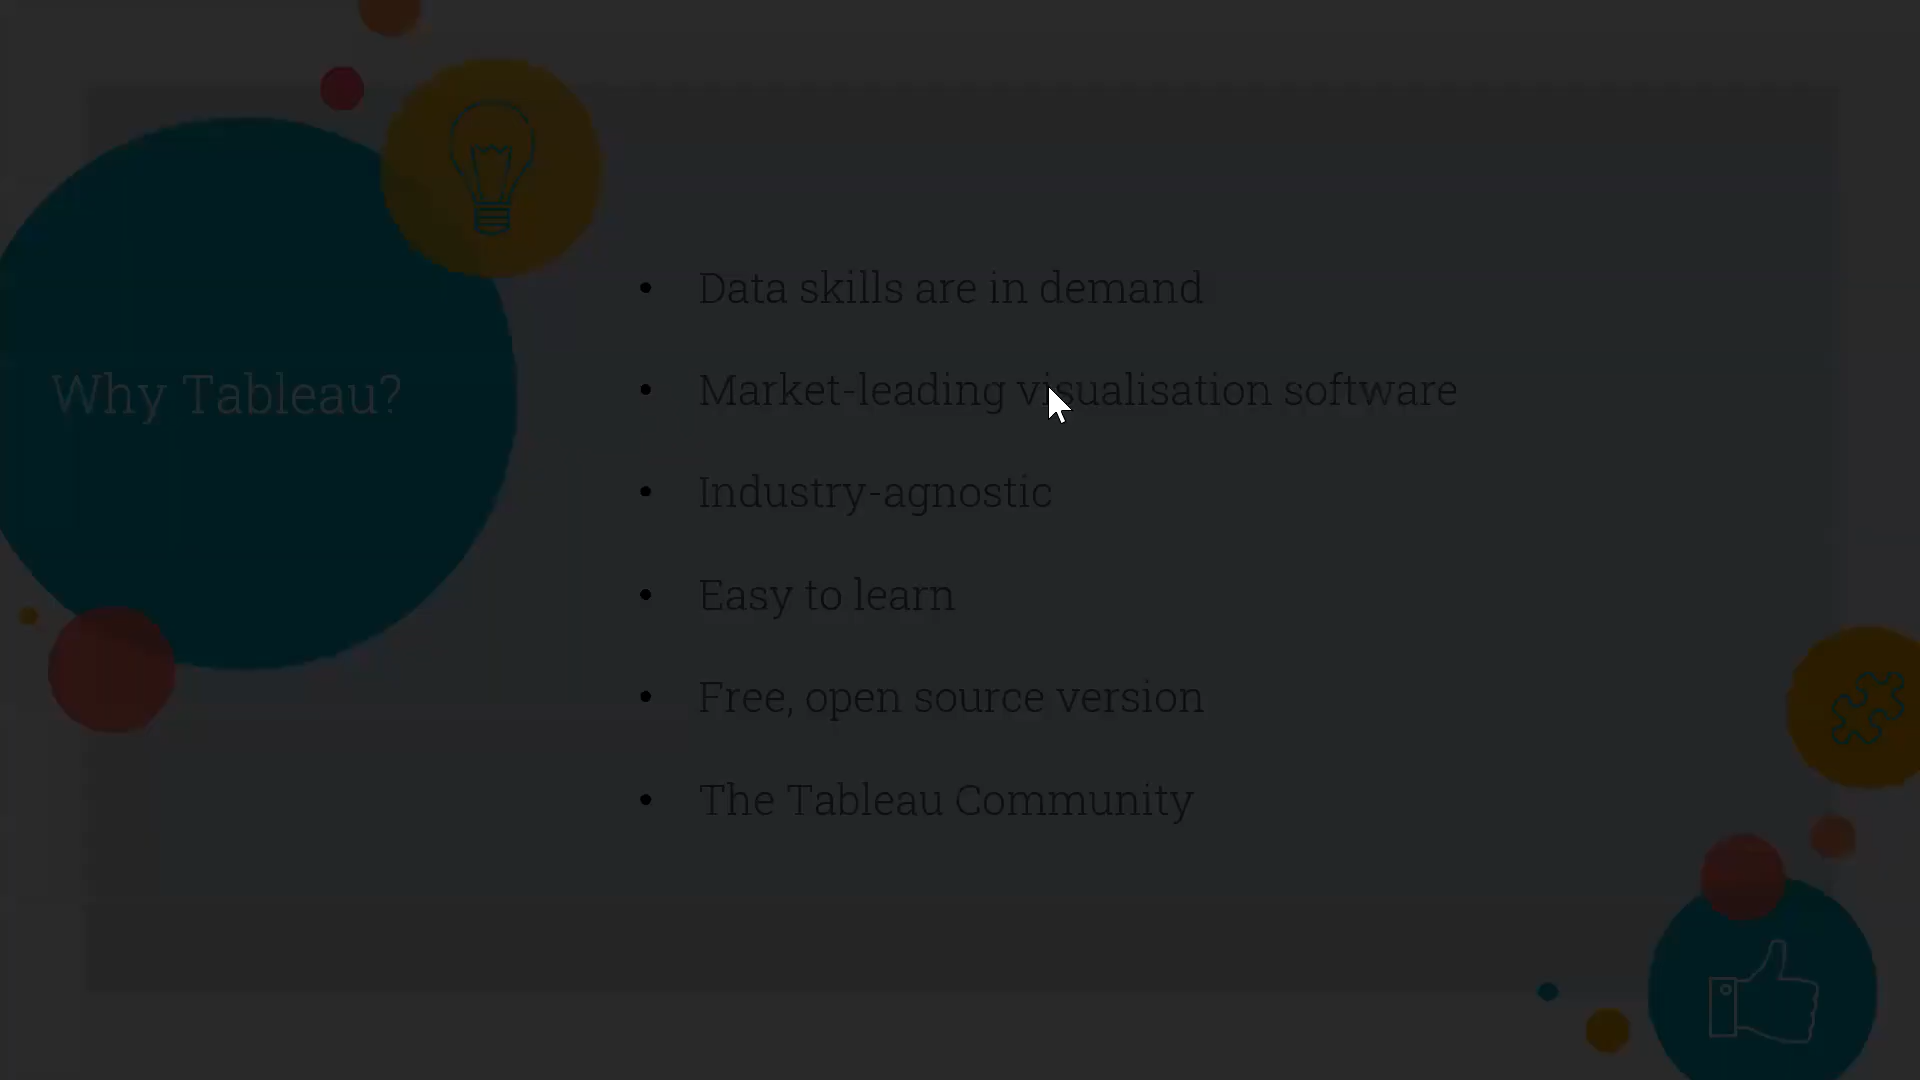 Why Tableau?
• Data skills are in demand
• Market-leading visualisation software
• Industry-agnostic
• Easy to learn
• Free, open source version
• The Tableau Community